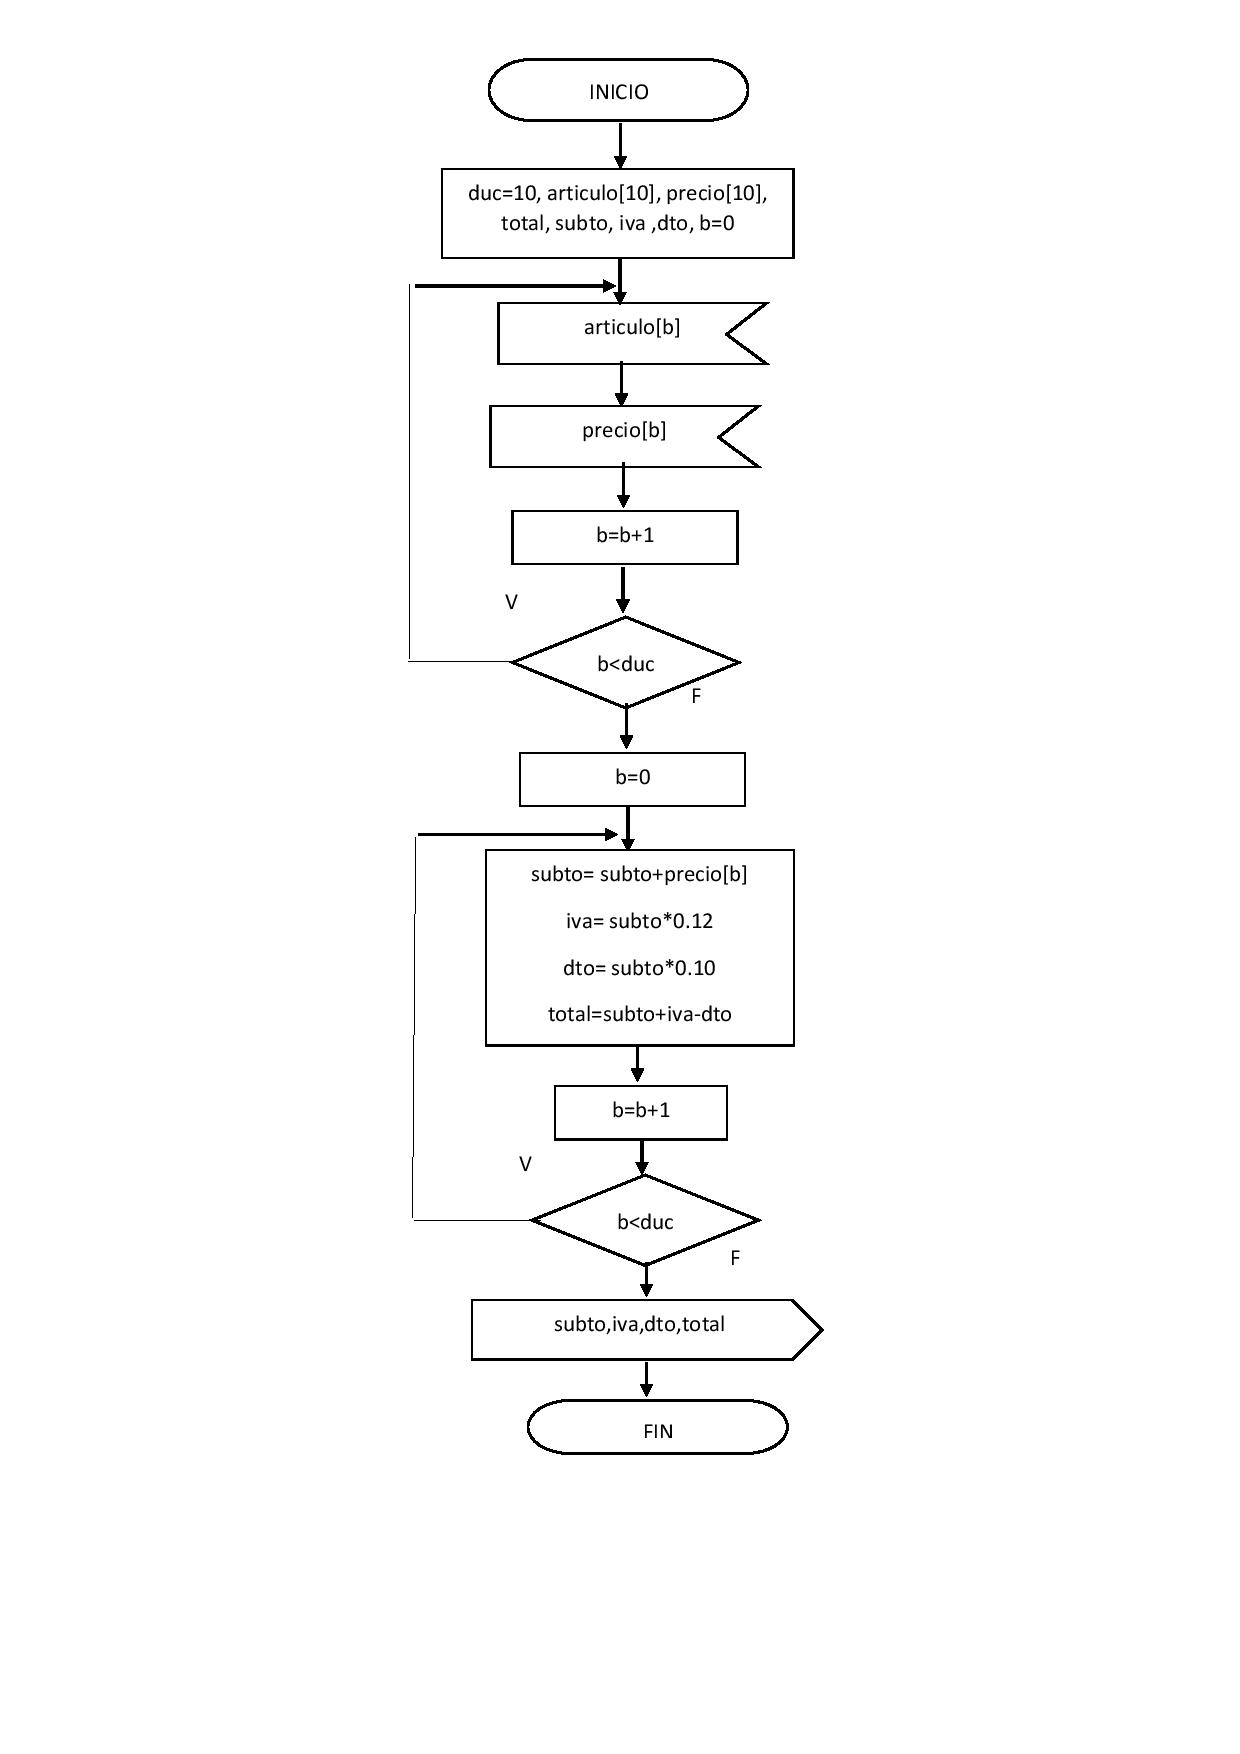 INICIO
duc=10, articulo[10], precio[10],
total, subto, iva ,dto, b=0
articulo[b]
precio[b]
b=b+1
V
b<duc
F
b=0
subto= subto+precio[b]
iva= subto*0.12
dto= subto*0.10
total=subto+iva-dto
b=b+1
V
b<duc
F
subto,iva,dto,total
FIN